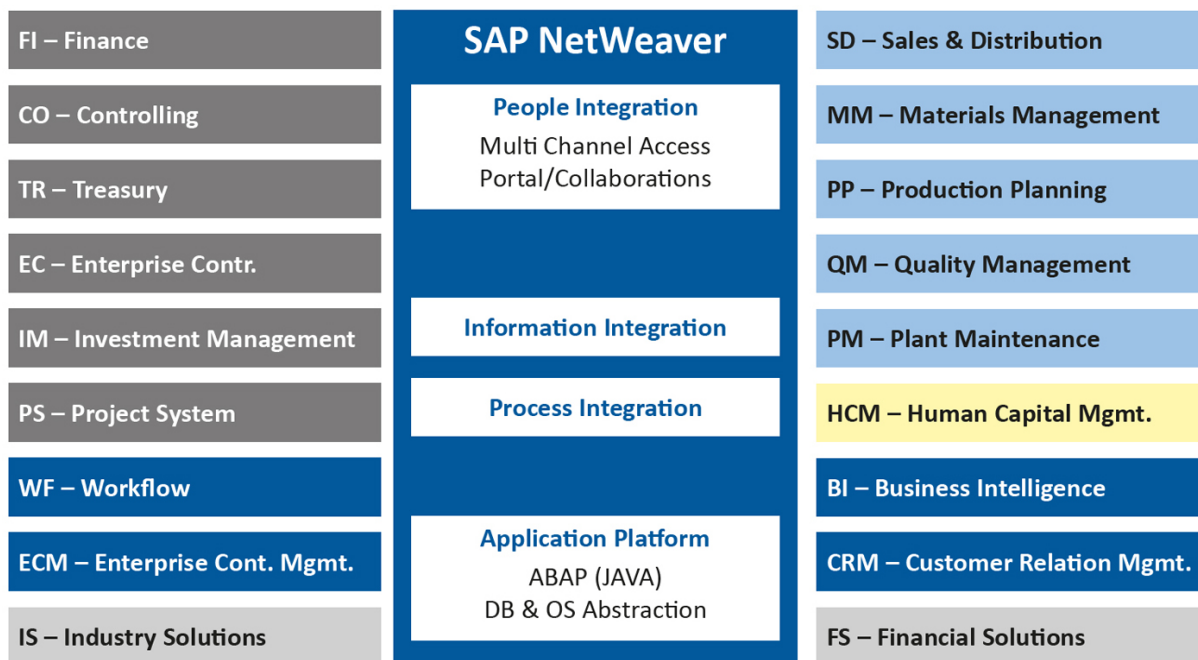 FI – Finance
CO – Controlling
TR – Treasury
EC – Enterprise Contr.
IM – Investment Management
PS – Project System
WF – Workflow
ECM – Enterprise Cont. Mgmt.
IS – Industry Solutions
SAP NetWeaver
People Integration
Multi Channel Access
Portal/Collaborations
Information Integration
Process Integration
Application Platform
ABAP (JAVA)
DB & OS Abstraction
SD – Sales & Distribution
MM – Materials Management
PP – Production Planning
QM – Quality Management
PM – Plant Maintenance
HCM – Human Capital Mgmt.
BI – Business Intelligence
CRM – Customer Relation Mgmt.
FS – Financial Solutions